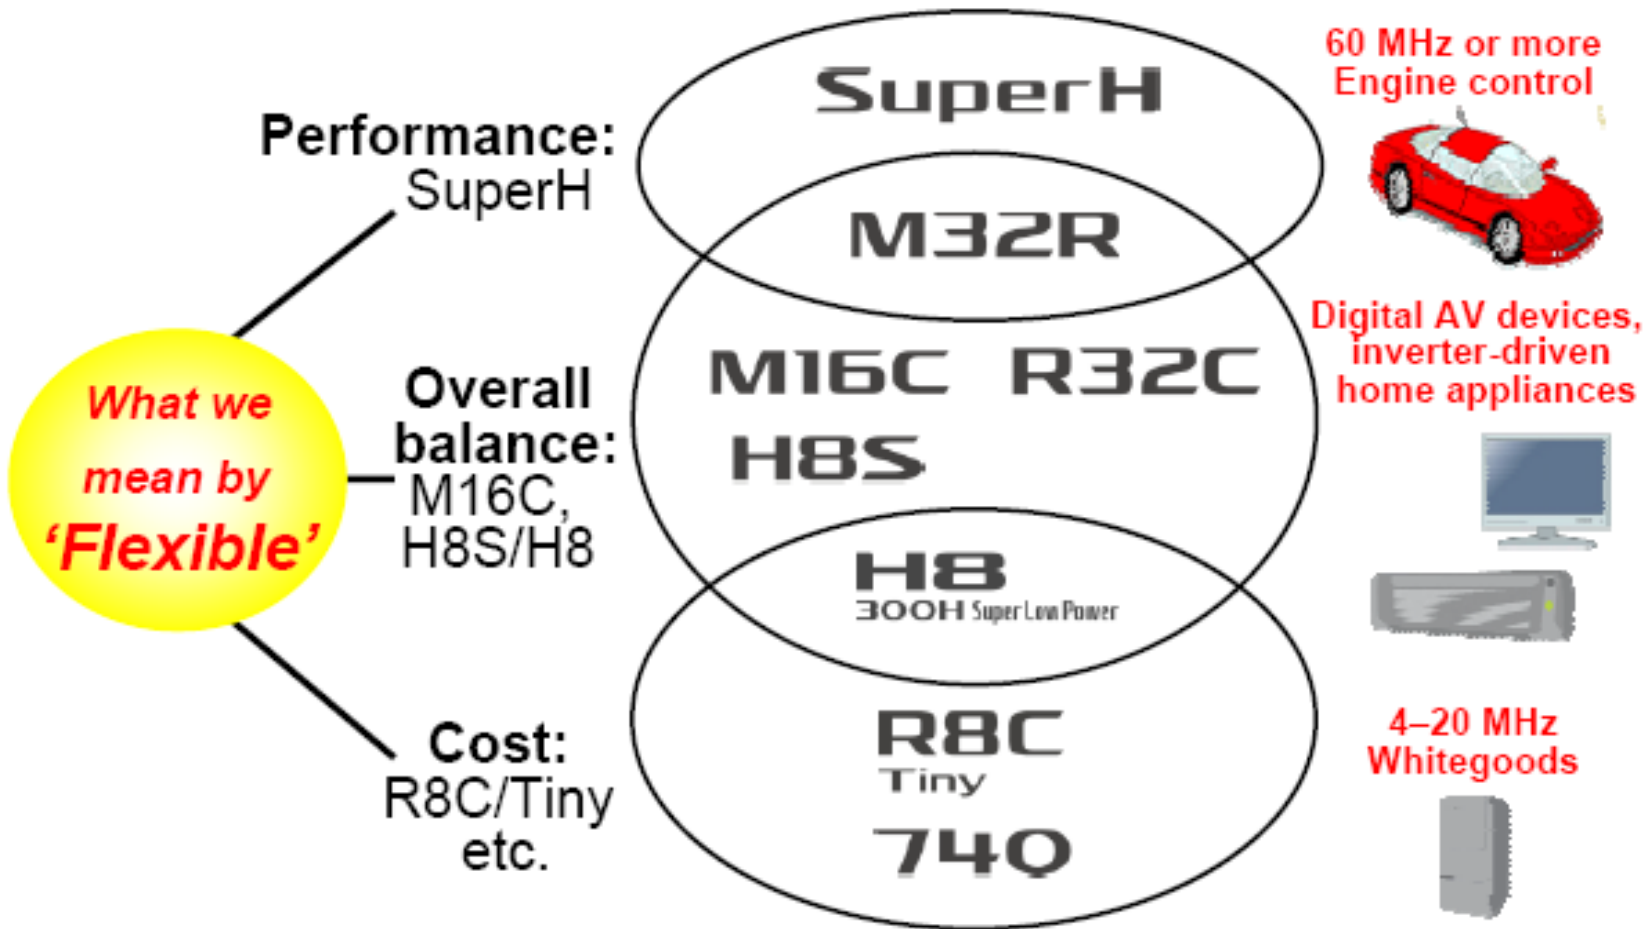 What we
mean by
‘Flexible’
Performance:
SuperH
Overall
balance:
M16C,
H8S/H8
Cost:
R8C/Tiny
etc.
SuperH
M32R
M16C R32C
H8S
H8
300H Super Low Power
R8C
Tiny
740
60 MHz or more
Engine control
Digital AV devices,
inverter-driven
home appliances
4–20 MHz
Whitegoods